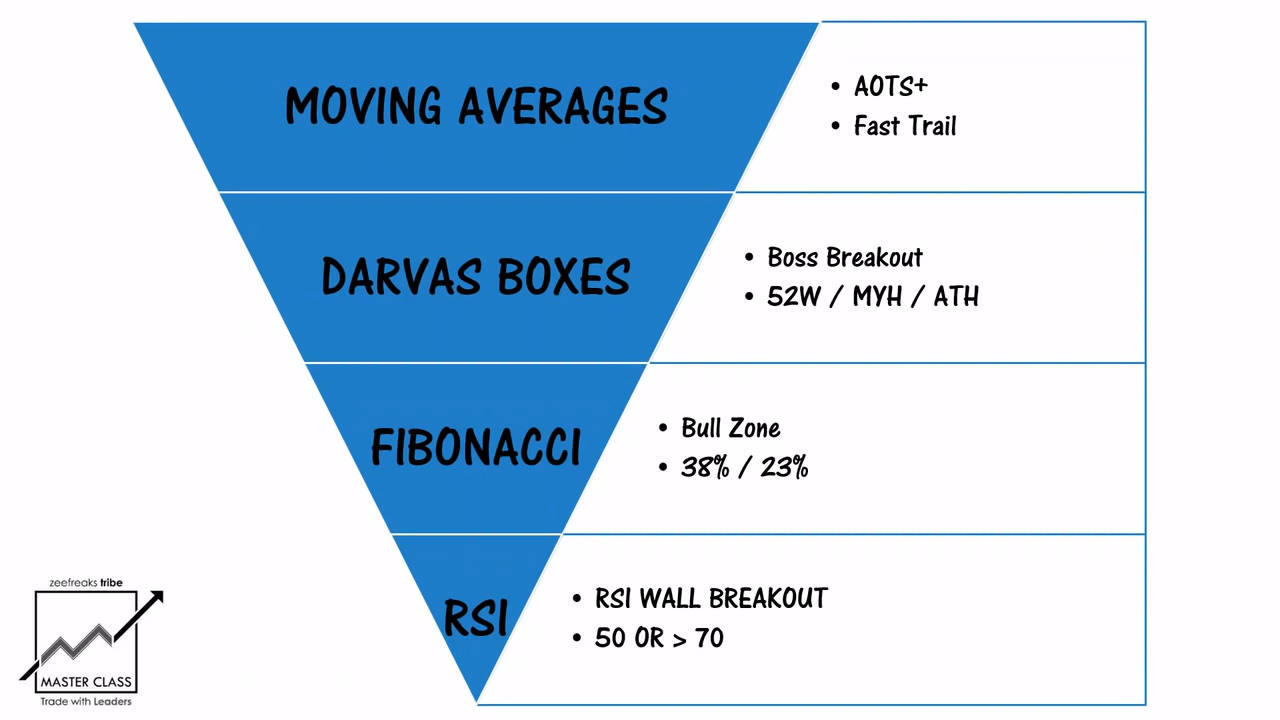 MOVING AVERAGES
• AOTS+
• Fast Trail
DARVAS BOXES
• Boss Breakout
• 52W / MYH / ATH
FIBONACCI
• Bull Zone
• 38% / 23%
RSI
• RSI WALL BREAKOUT
• 50 OR > 70
zeefreaks tribe
MASTER CLASS
Trade with Leaders